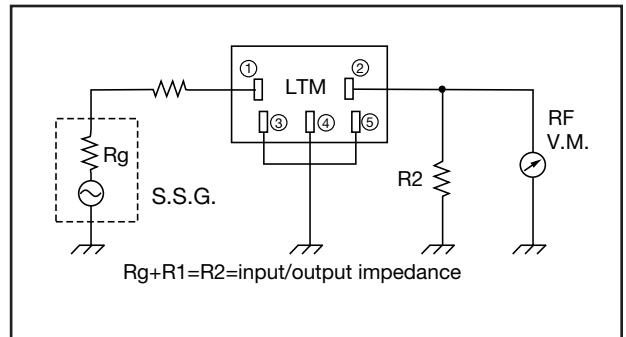 ① LTM ②
③ ④ ⑤
RF
V.M.
Rg
R2
S.S.G.
Rg+R1=R2=input/output impedance